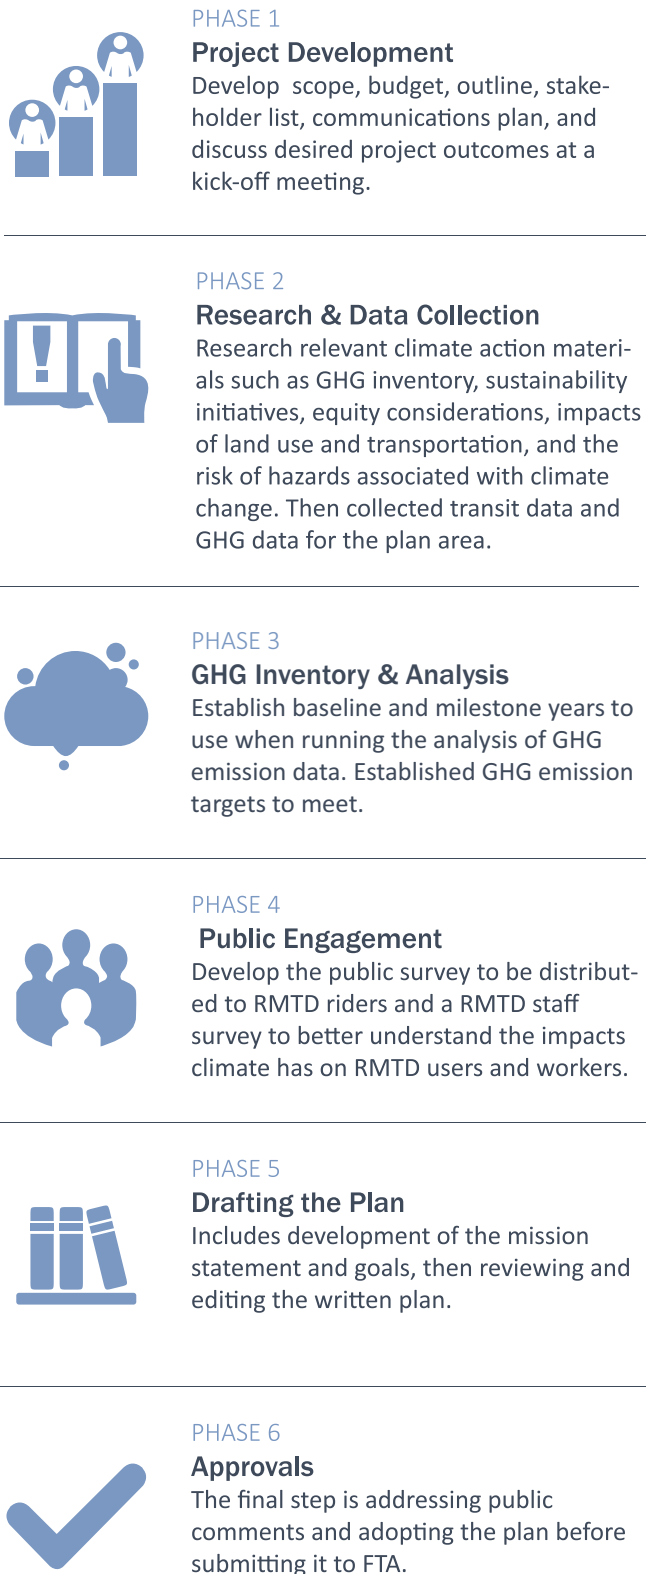 PHASE 1
Project Development
Develop scope, budget, outline, stake-
holder list, communications plan, and
discuss desired project outcomes at a
kick-off meeting.
PHASE 2
Research & Data Collection
Research relevant climate action materi-
als such as GHG inventory, sustainability
initiatives, equity considerations, impacts
of land use and transportation, and the
risk of hazards associated with climate
change. Then collected transit data and
GHG data for the plan area.
PHASE 3
GHG Inventory & Analysis
Establish baseline and milestone years to
use when running the analysis of GHG
emission data. Established GHG emission
targets to meet.
PHASE 4
Public Engagement
Develop the public survey to be distribut-
ed to RMTD riders and a RMTD staff
survey to better understand the impacts
climate has on RMTD users and workers.
PHASE 5
Drafting the Plan
Includes development of the mission
statement and goals, then reviewing and
editing the written plan.
PHASE 6
Approvals
The final step is addressing public
comments and adopting the plan before
submitting it to FTA.